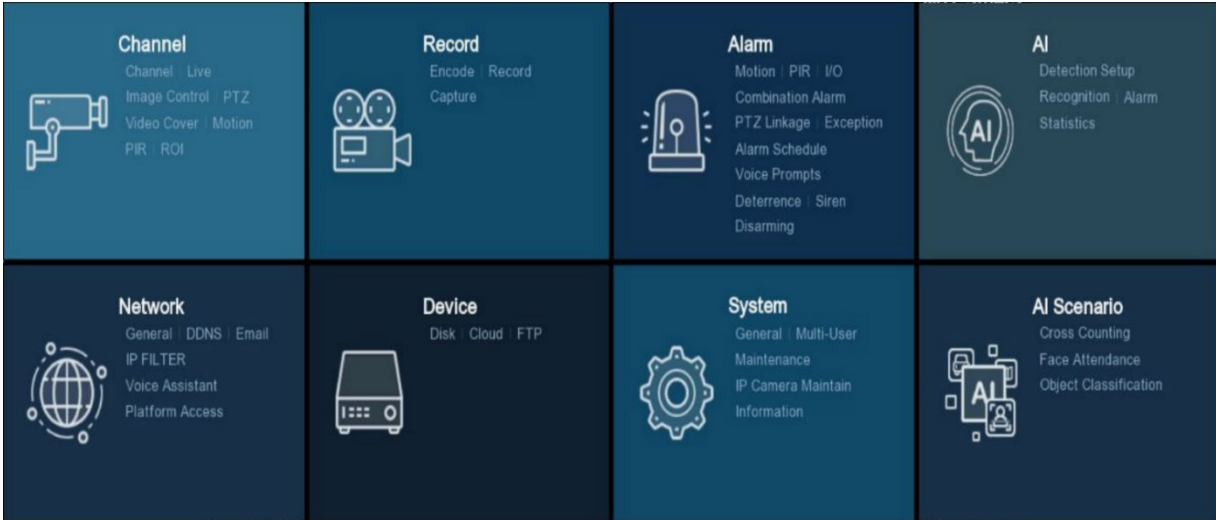 Channel
Channel | Live
Image Control | PTZ
Video Cover | Motion
PIR | ROI
Record
Encode | Record
Capture
Alarm
Motion | PIR | I/O
Combination Alarm
PTZ Linkage | Exception
Alarm Schedule
Voice Prompts
Deterrence | Siren
Disarming
AI
Detection Setup
Recognition | Alarm
Statistics
AI
Network
General | DDNS | Email
IP FILTER
Voice Assistant
Platform Access
Device
Disk | Cloud | FTP
System
General | Multi-User
Maintenance
IP Camera Maintain
Information
AI Scenario
Cross Counting
Face Attendance
Object Classification
AI